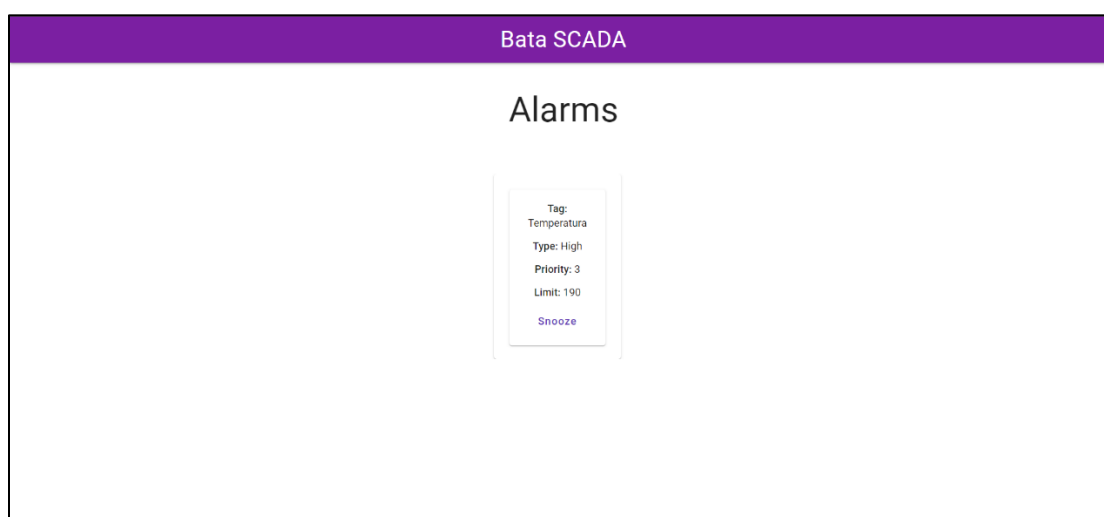 Bata SCADA
Alarms
Tag:
Temperatura
Type: High
Priority: 3
Limit: 190
Snooze